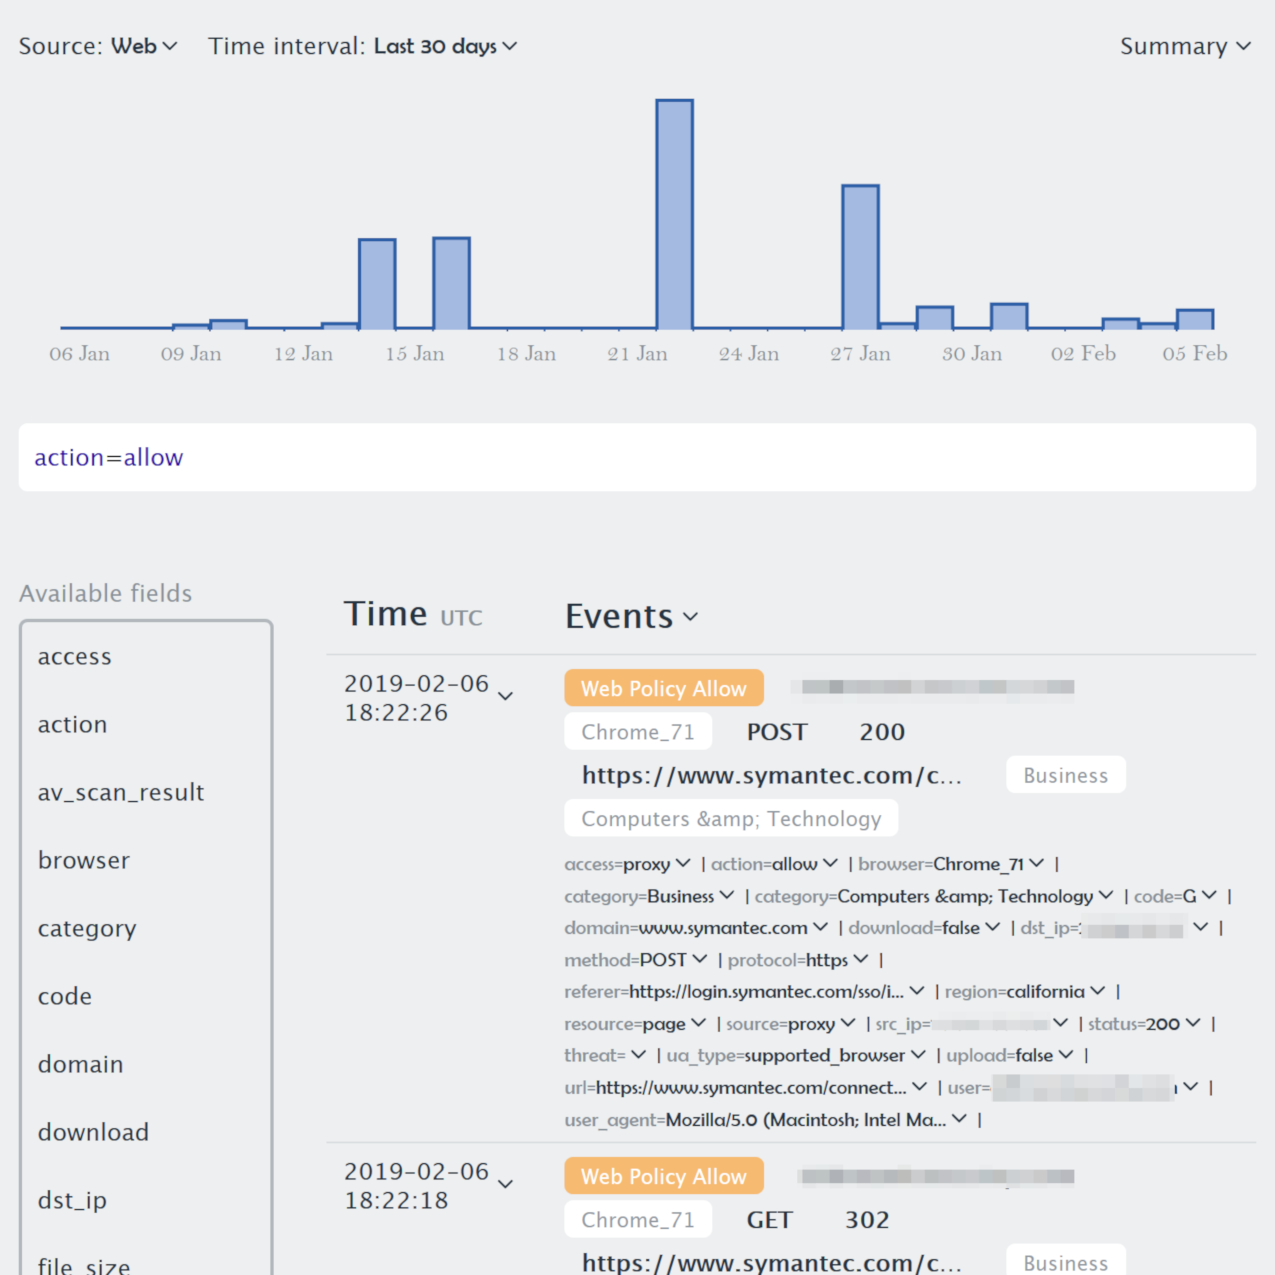 Source: Web Time interval: Last 30 days Summary
06 Jan 09 Jan 12 Jan 15 Jan 18 Jan 21 Jan 24 Jan 27 Jan 30 Jan 02 Feb 05 Feb
action=allow
Available fields
access
action
av_scan_result
browser
category
code
domain
download
dst_ip
file_size
Time UTC Events
2019-02-06
18:22:26
Web Policy Allow
Chrome_71 POST 200
https://www.symantec.com/c... Business
Computers &amp; Technology
access=proxy | action=allow | browser=Chrome_71 |
category=Business | category=Computers &amp; Technology | code=G |
domain=www.symantec.com | download=false | dst_ip= |
method=POST | protocol=https |
referer=https://login.symantec.com/sso/i... | region=california |
resource=page | source=proxy | src_ip= | status=200 |
threat= | ua_type=supported_browser | upload=false |
url=https://www.symantec.com/connect... | user= |
user_agent=Mozilla/5.0 (Macintosh; Intel Ma... |
2019-02-06
18:22:18
Web Policy Allow
Chrome_71 GET 302
https://www.symantec.com/c... Business